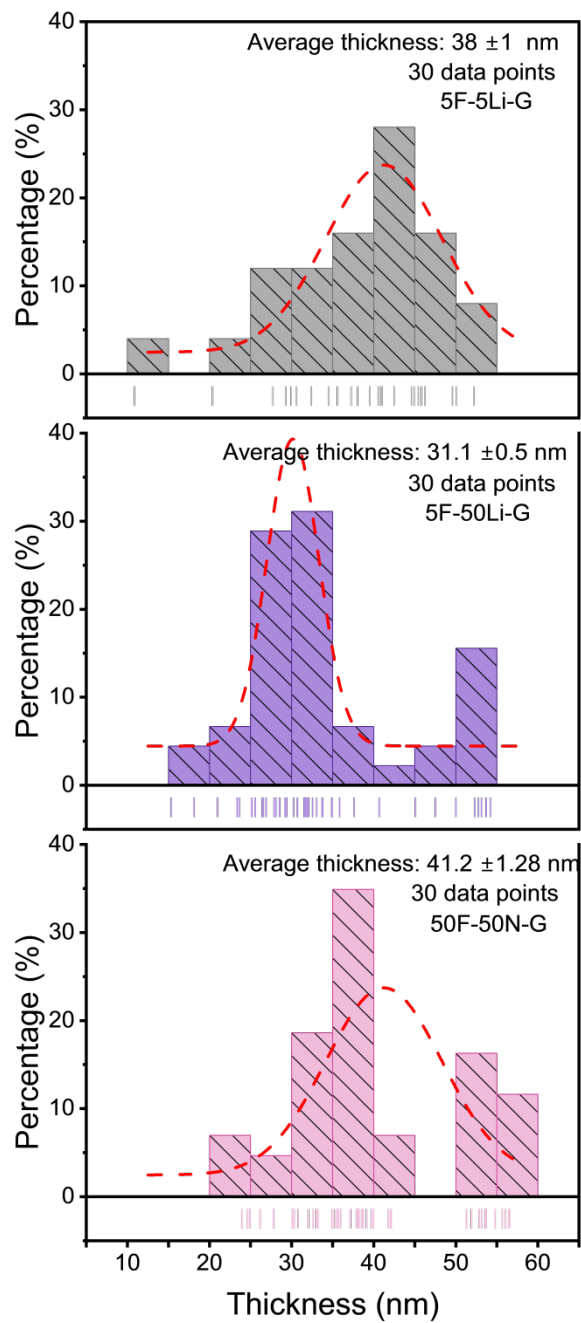 40
Average thickness: 38 ±1 nm
30 data points
5F-5Li-G
30
20
10
0
Percentage (%)
40
Average thickness: 31.1 ±0.5 nm
30 data points
5F-50Li-G
30
20
10
0
Percentage (%)
40
Average thickness: 41.2 ±1.28 nm
30 data points
50F-50N-G
30
20
10
0
Percentage (%)
10 20 30 40 50 60
Thickness (nm)